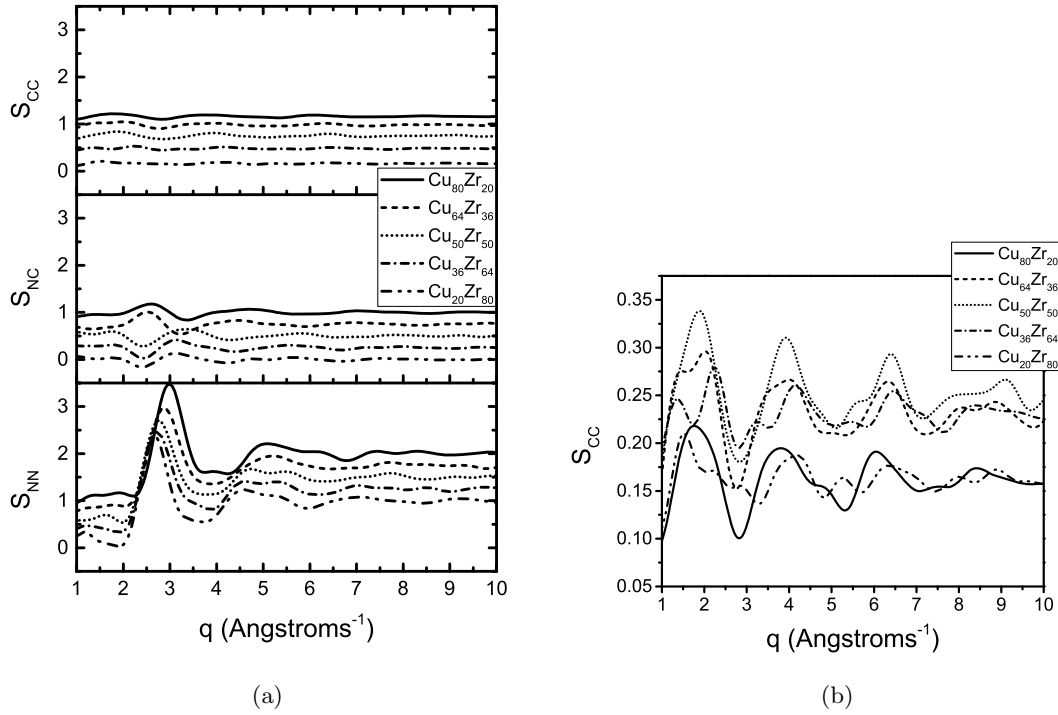 3
2
1
0
S_CC
3
2
1
0
S_NC
3
2
1
0
S_NN
Cu80Zr20
Cu64Zr36
Cu50Zr50
Cu36Zr64
Cu20Zr80
1 2 3 4 5 6 7 8 9 10
q (Angstroms^-1)
(a)
Cu80Zr20
Cu64Zr36
Cu50Zr50
Cu36Zr64
Cu20Zr80
0.35
0.30
0.25
0.20
0.15
0.10
0.05
S_CC
1 2 3 4 5 6 7 8 9 10
q (Angstroms^-1)
(b)